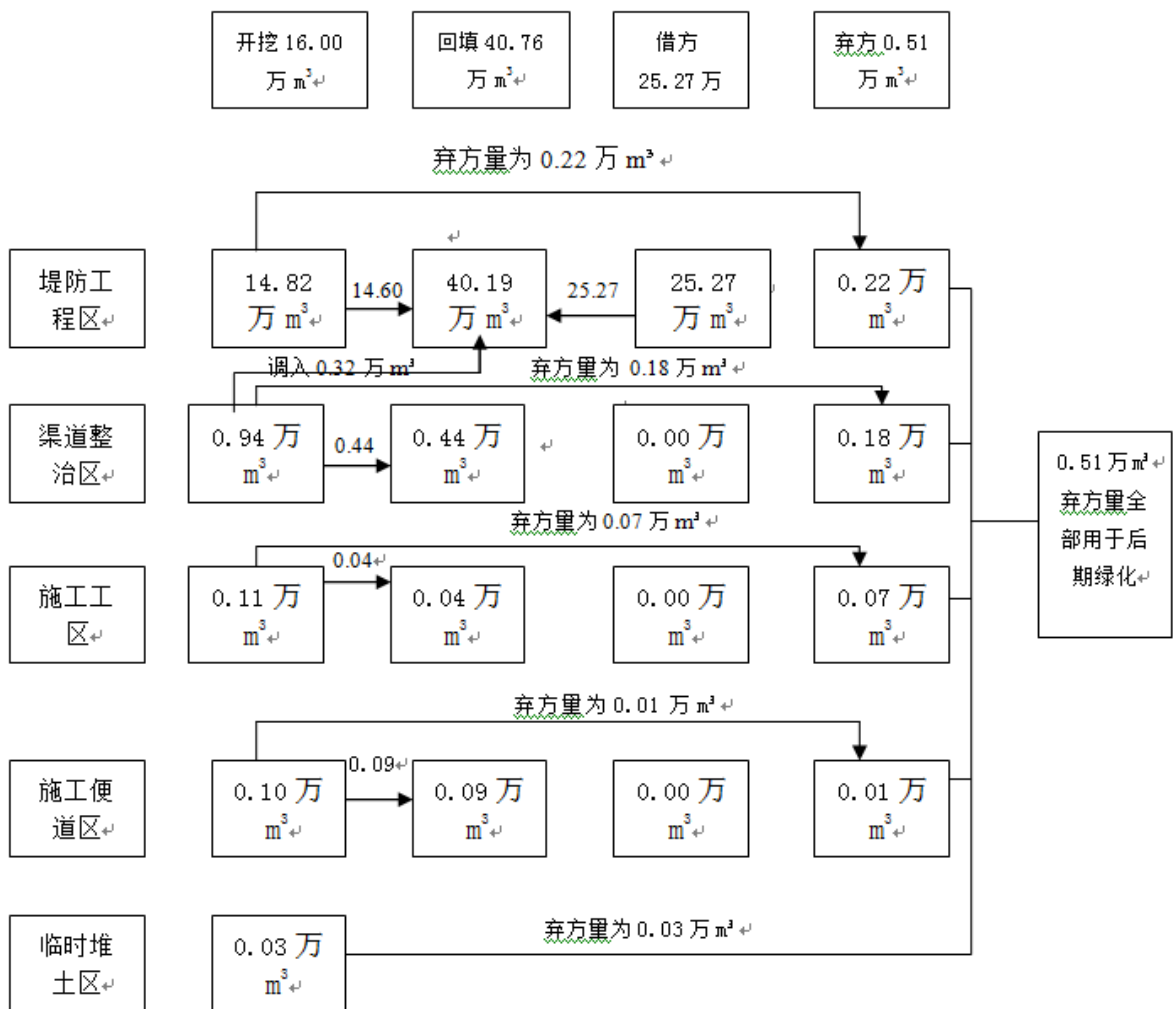 开挖 16.00
万 m³↵
回填 40.76
万 m³↵
借方
25.27 万
弃方 0.51
万 m³↵
弃方量为 0.22 万 m³↵
↵
堤防工
程区↵
14.82
万 m³↵
14.60
40.19
万 m³↵
25.27
25.27
万 m³↵
0.22 万
m³↵
调入 0.32 万 m³
弃方量为 0.18 万 m³↵
渠道整
治区↵
0.94 万
m³↵
0.44
0.44 万
m³↵
↵
0.00 万
m³↵
0.18 万
m³↵
0.51 万 m³↵
弃方量全
部用于后
期绿化↵
弃方量为 0.07 万 m³↵
施工工
区↵
0.11 万
m³↵
0.04↵
0.04 万
m³↵
0.00 万
m³↵
0.07 万
m³↵
弃方量为 0.01 万 m³↵
施工便
道区↵
0.10 万
m³↵
0.09↵
0.09 万
m³↵
0.00 万
m³↵
0.01 万
m³↵
临时堆
土区↵
0.03 万
m³↵
弃方量为 0.03 万 m³↵